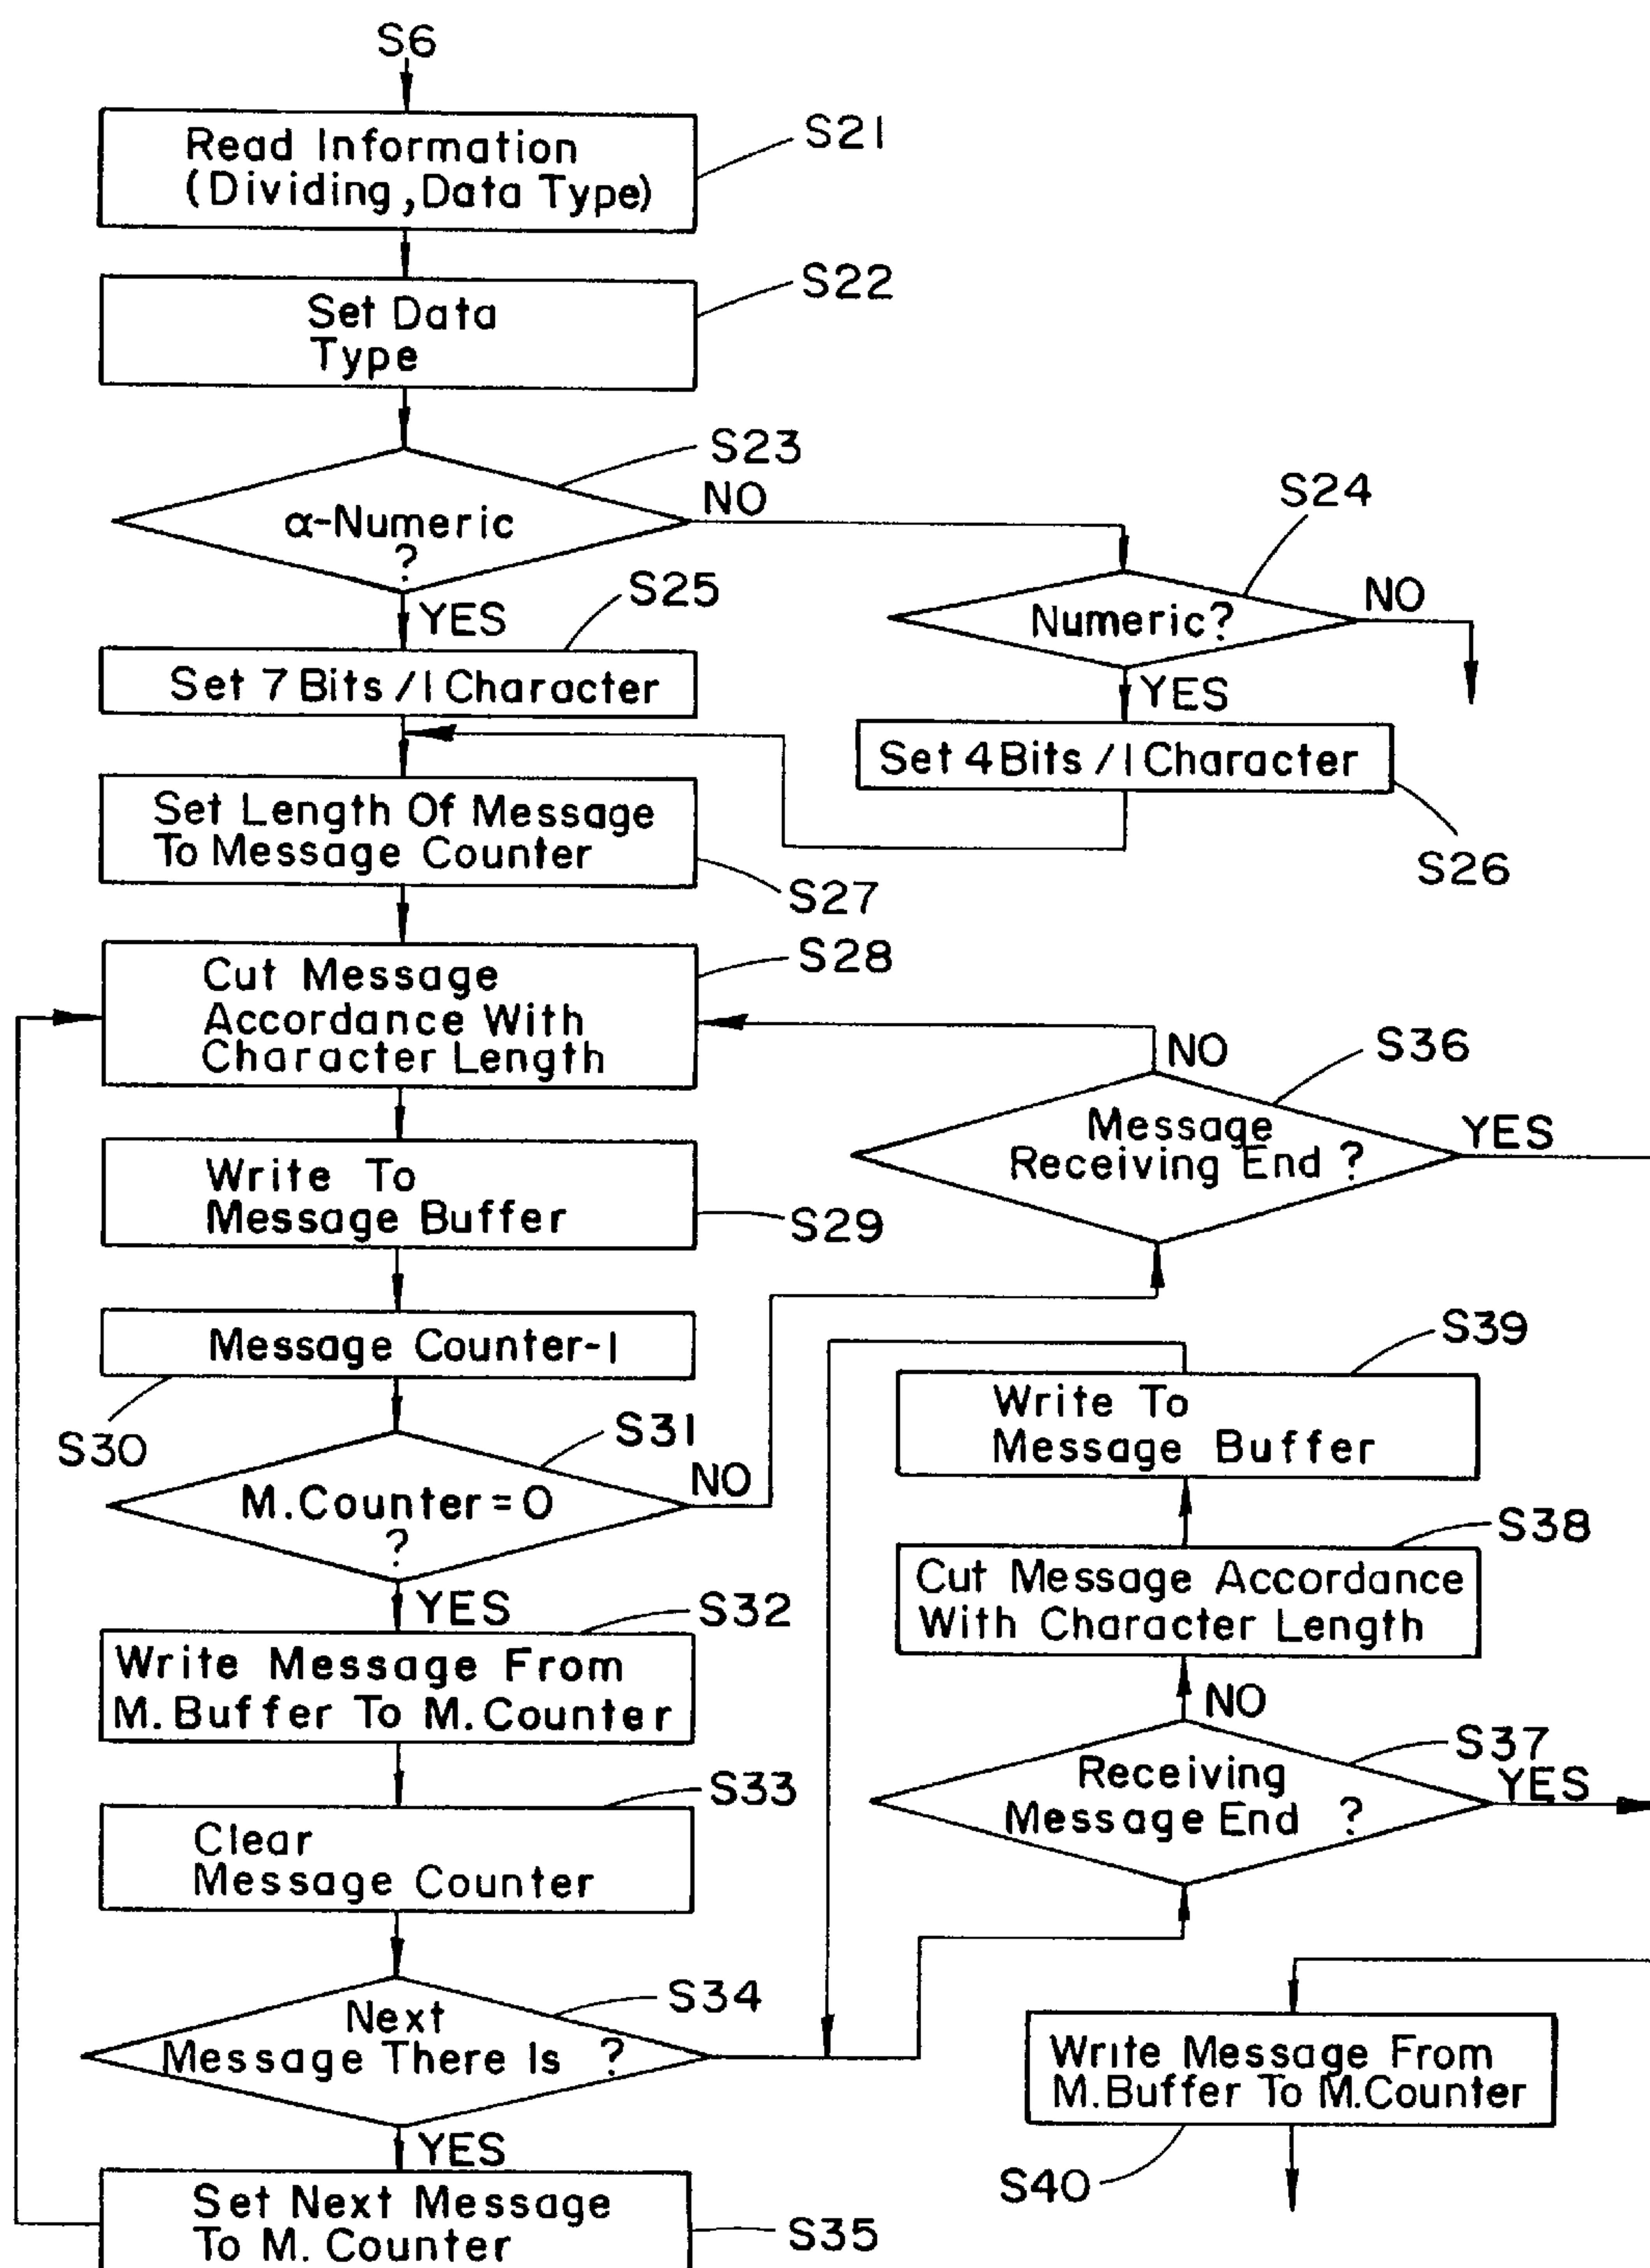 S6
Read Information
(Dividing, Data Type)
S21
Set Data
Type
S22
α-Numeric
?
S23
NO
YES
S24
Numeric?
NO
YES
S25
Set 7 Bits /1 Character
Set 4 Bits /1 Character
S26
Set Length Of Message
To Message Counter
S27
Cut Message
Accordance With
Character Length
S28
Write To
Message Buffer
S29
NO
S36
Message
Receiving End ?
YES
Message Counter-1
S30
S31
M.Counter=0
?
NO
YES
S39
Write To
Message Buffer
S38
Cut Message Accordance
With Character Length
NO
S32
Write Message From
M.Buffer To M.Counter
S37
Receiving
Message End ?
YES
S33
Clear
Message Counter
S34
Next
Message There Is ?
YES
Write Message From
M.Buffer To M.Counter
S40
Set Next Message
To M. Counter
S35